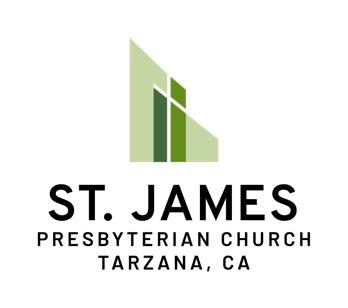 ST. JAMES
PRESBYTERIAN CHURCH
TARZANA, CA